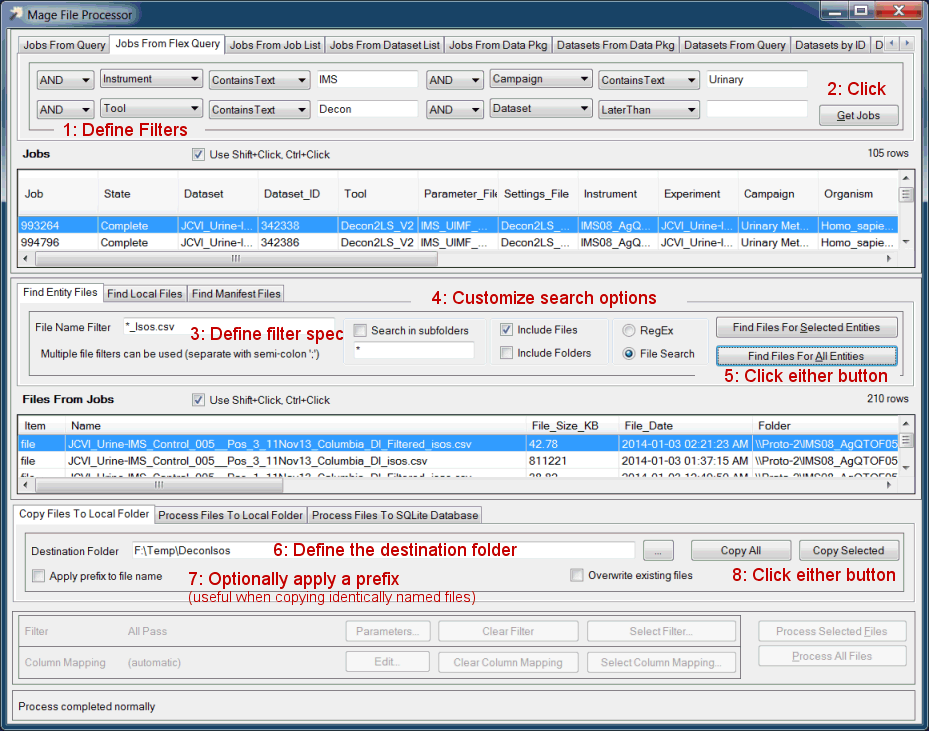 Mage File Processor
Jobs From Query Jobs From Flex Query Jobs From Job List Jobs From Dataset List Jobs From Data Pkg Datasets From Data Pkg Datasets From Query Datasets by ID D
AND Instrument ContainsText IMS AND Campaign ContainsText Urinary
2: Click
AND Tool ContainsText Decon AND Dataset LaterThan Get Jobs
1: Define Filters
Jobs Use Shift+Click, Ctrl+Click 105 rows
Job State Dataset Dataset_ID Tool Parameter_File Settings_File Instrument Experiment Campaign Organism
993264 Complete JCVI_Urine-I... 342338 Decon2LS_V2 IMS_UIMF_... Decon2LS_... IMS08_AgQ... JCVI_Urine-I... Urinary Met... Homo_sapie...
994796 Complete JCVI_Urine-I... 342386 Decon2LS_V2 IMS_UIMF_... Decon2LS_... IMS08_AgQ... JCVI_Urine-I... Urinary Met... Homo_sapie...
Find Entity Files Find Local Files Find Manifest Files
4: Customize search options
File Name Filter *_Isos.csv 3: Define filter spec Search in subfolders Include Files RegEx Find Files For Selected Entities
Multiple file filters can be used (separate with semi-colon ';') * Include Folders File Search Find Files For All Entities
5: Click either button
Files From Jobs Use Shift+Click, Ctrl+Click 210 rows
Item Name File_Size_KB File_Date Folder
file JCVI_Urine-IMS_Control_005__Pos_3_11Nov13_Columbia_DI_Filtered_isos.csv 42.78 2014-01-03 02:21:23 AM \\Proto-2\IMS08_AgQTOF05
file JCVI_Urine-IMS_Control_005__Pos_3_11Nov13_Columbia_DI_isos.csv 811221 2014-01-03 01:37:15 AM \\Proto-2\IMS08_AgQTOF05
Copy Files To Local Folder Process Files To Local Folder Process Files To SQLite Database
Destination Folder F:\Temp\DeconIsos 6: Define the destination folder ... Copy All Copy Selected
Apply prefix to file name 7: Optionally apply a prefix Overwrite existing files 8: Click either button
(useful when copying identically named files)
Filter All Pass Parameters... Clear Filter Select Filter... Process Selected Files
Column Mapping (automatic) Edit... Clear Column Mapping Select Column Mapping... Process All Files
Process completed normally